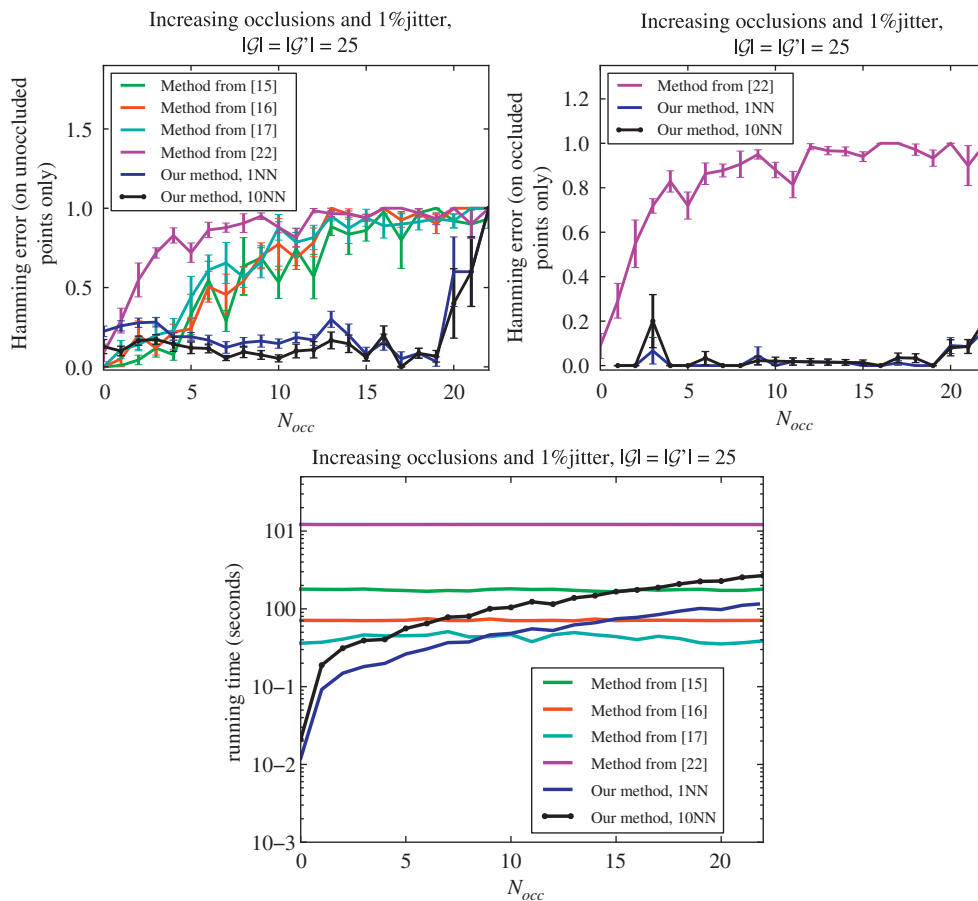 Increasing occlusions and 1%jitter,
|G| = |G'| = 25
Hamming error (on unoccluded
points only)
1.5
1.0
0.5
0.0
Method from [15]
Method from [16]
Method from [17]
Method from [22]
Our method, 1NN
Our method, 10NN
0 5 10 15 20
N_occ
Increasing occlusions and 1%jitter,
|G| = |G'| = 25
Hamming error (on occluded
points only)
1.2
1.0
0.8
0.6
0.4
0.2
0.0
Method from [22]
Our method, 1NN
Our method, 10NN
0 5 10 15 20
N_occ
Increasing occlusions and 1%jitter, |G| = |G'| = 25
running time (seconds)
101
100
10−1
10−2
10−3
Method from [15]
Method from [16]
Method from [17]
Method from [22]
Our method, 1NN
Our method, 10NN
0 5 10 15 20
N_occ